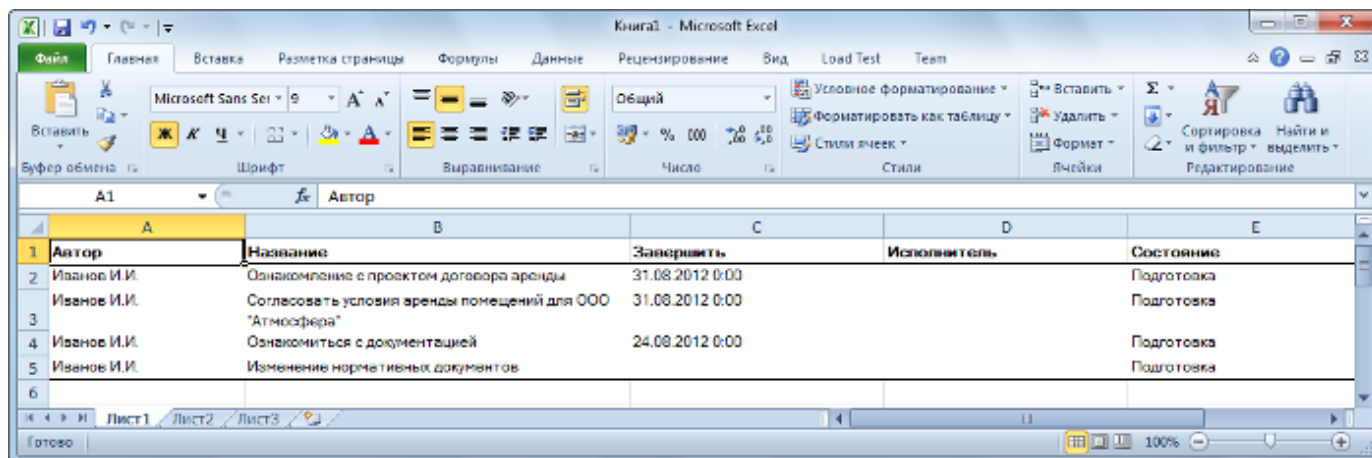 Книга1 - Microsoft Excel
Файл Главная Вставка Разметка страницы Формулы Данные Рецензирование Вид Load Test Team
Вставить
Буфер обмена
Microsoft Sans Ser 9
Ж К Ч
Шрифт
Выравнивание
Общий
% 000
Число
Условное форматирование
Форматировать как таблицу
Стили ячеек
Стили
Вставить
Удалить
Формат
Ячейки
Σ
Сортировка и фильтр
Найти и выделить
Редактирование
A1 fx Автор
A B C D E
1 Автор Название Завершить Исполнитель Состояние
2 Иванов И.И. Ознакомление с проектом договора аренды 31.08.2012 0:00 Подготовка
3 Иванов И.И. Согласовать условия аренды помещений для ООО 31.08.2012 0:00 Подготовка
"Атмосфера"
4 Иванов И.И. Ознакомиться с документацией 24.08.2012 0:00 Подготовка
5 Иванов И.И. Изменение нормативных документов Подготовка
6
Лист1 Лист2 Лист3
Готово 100%